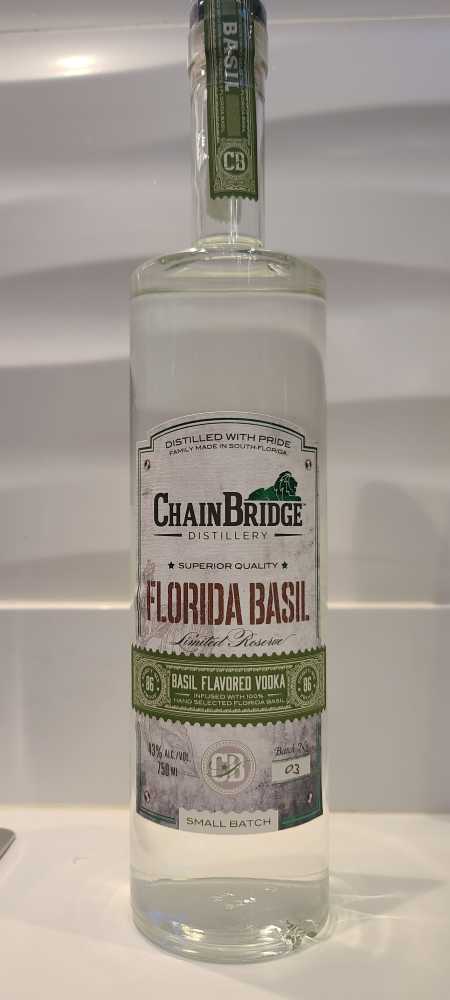 BASIL
CB
DISTILLED WITH PRIDE
FAMILY MADE IN SOUTH-FLORIDA
CHAINBRIDGE
DISTILLERY
★ SUPERIOR QUALITY ★
FLORIDA BASIL
Limited Reserve
86 BASIL FLAVORED VODKA 86
INFUSED WITH 100%
HAND SELECTED FLORIDA BASIL
43% ALC./VOL. Batch No
750 Ml CB 03
SMALL BATCH